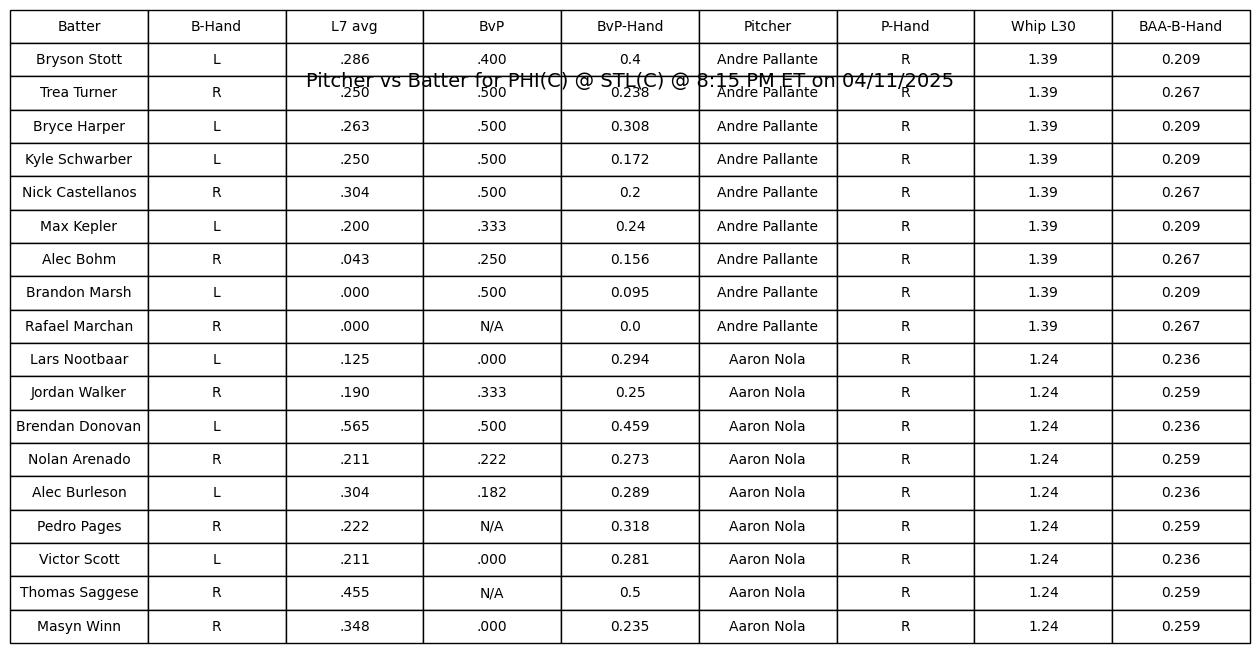 Batter B-Hand L7 avg BvP BvP-Hand Pitcher P-Hand Whip L30 BAA-B-Hand
Bryson Stott L .286 .400 0.4 Andre Pallante R 1.39 0.209
Pitcher vs Batter for PHI(C) @ STL(C) @ 8:15 PM ET on 04/11/2025
Trea Turner R .250 .500 0.238 Andre Pallante R 1.39 0.267
Bryce Harper L .263 .500 0.308 Andre Pallante R 1.39 0.209
Kyle Schwarber L .250 .500 0.172 Andre Pallante R 1.39 0.209
Nick Castellanos R .304 .500 0.2 Andre Pallante R 1.39 0.267
Max Kepler L .200 .333 0.24 Andre Pallante R 1.39 0.209
Alec Bohm R .043 .250 0.156 Andre Pallante R 1.39 0.267
Brandon Marsh L .000 .500 0.095 Andre Pallante R 1.39 0.209
Rafael Marchan R .000 N/A 0.0 Andre Pallante R 1.39 0.267
Lars Nootbaar L .125 .000 0.294 Aaron Nola R 1.24 0.236
Jordan Walker R .190 .333 0.25 Aaron Nola R 1.24 0.259
Brendan Donovan L .565 .500 0.459 Aaron Nola R 1.24 0.236
Nolan Arenado R .211 .222 0.273 Aaron Nola R 1.24 0.259
Alec Burleson L .304 .182 0.289 Aaron Nola R 1.24 0.236
Pedro Pages R .222 N/A 0.318 Aaron Nola R 1.24 0.259
Victor Scott L .211 .000 0.281 Aaron Nola R 1.24 0.236
Thomas Saggese R .455 N/A 0.5 Aaron Nola R 1.24 0.259
Masyn Winn R .348 .000 0.235 Aaron Nola R 1.24 0.259